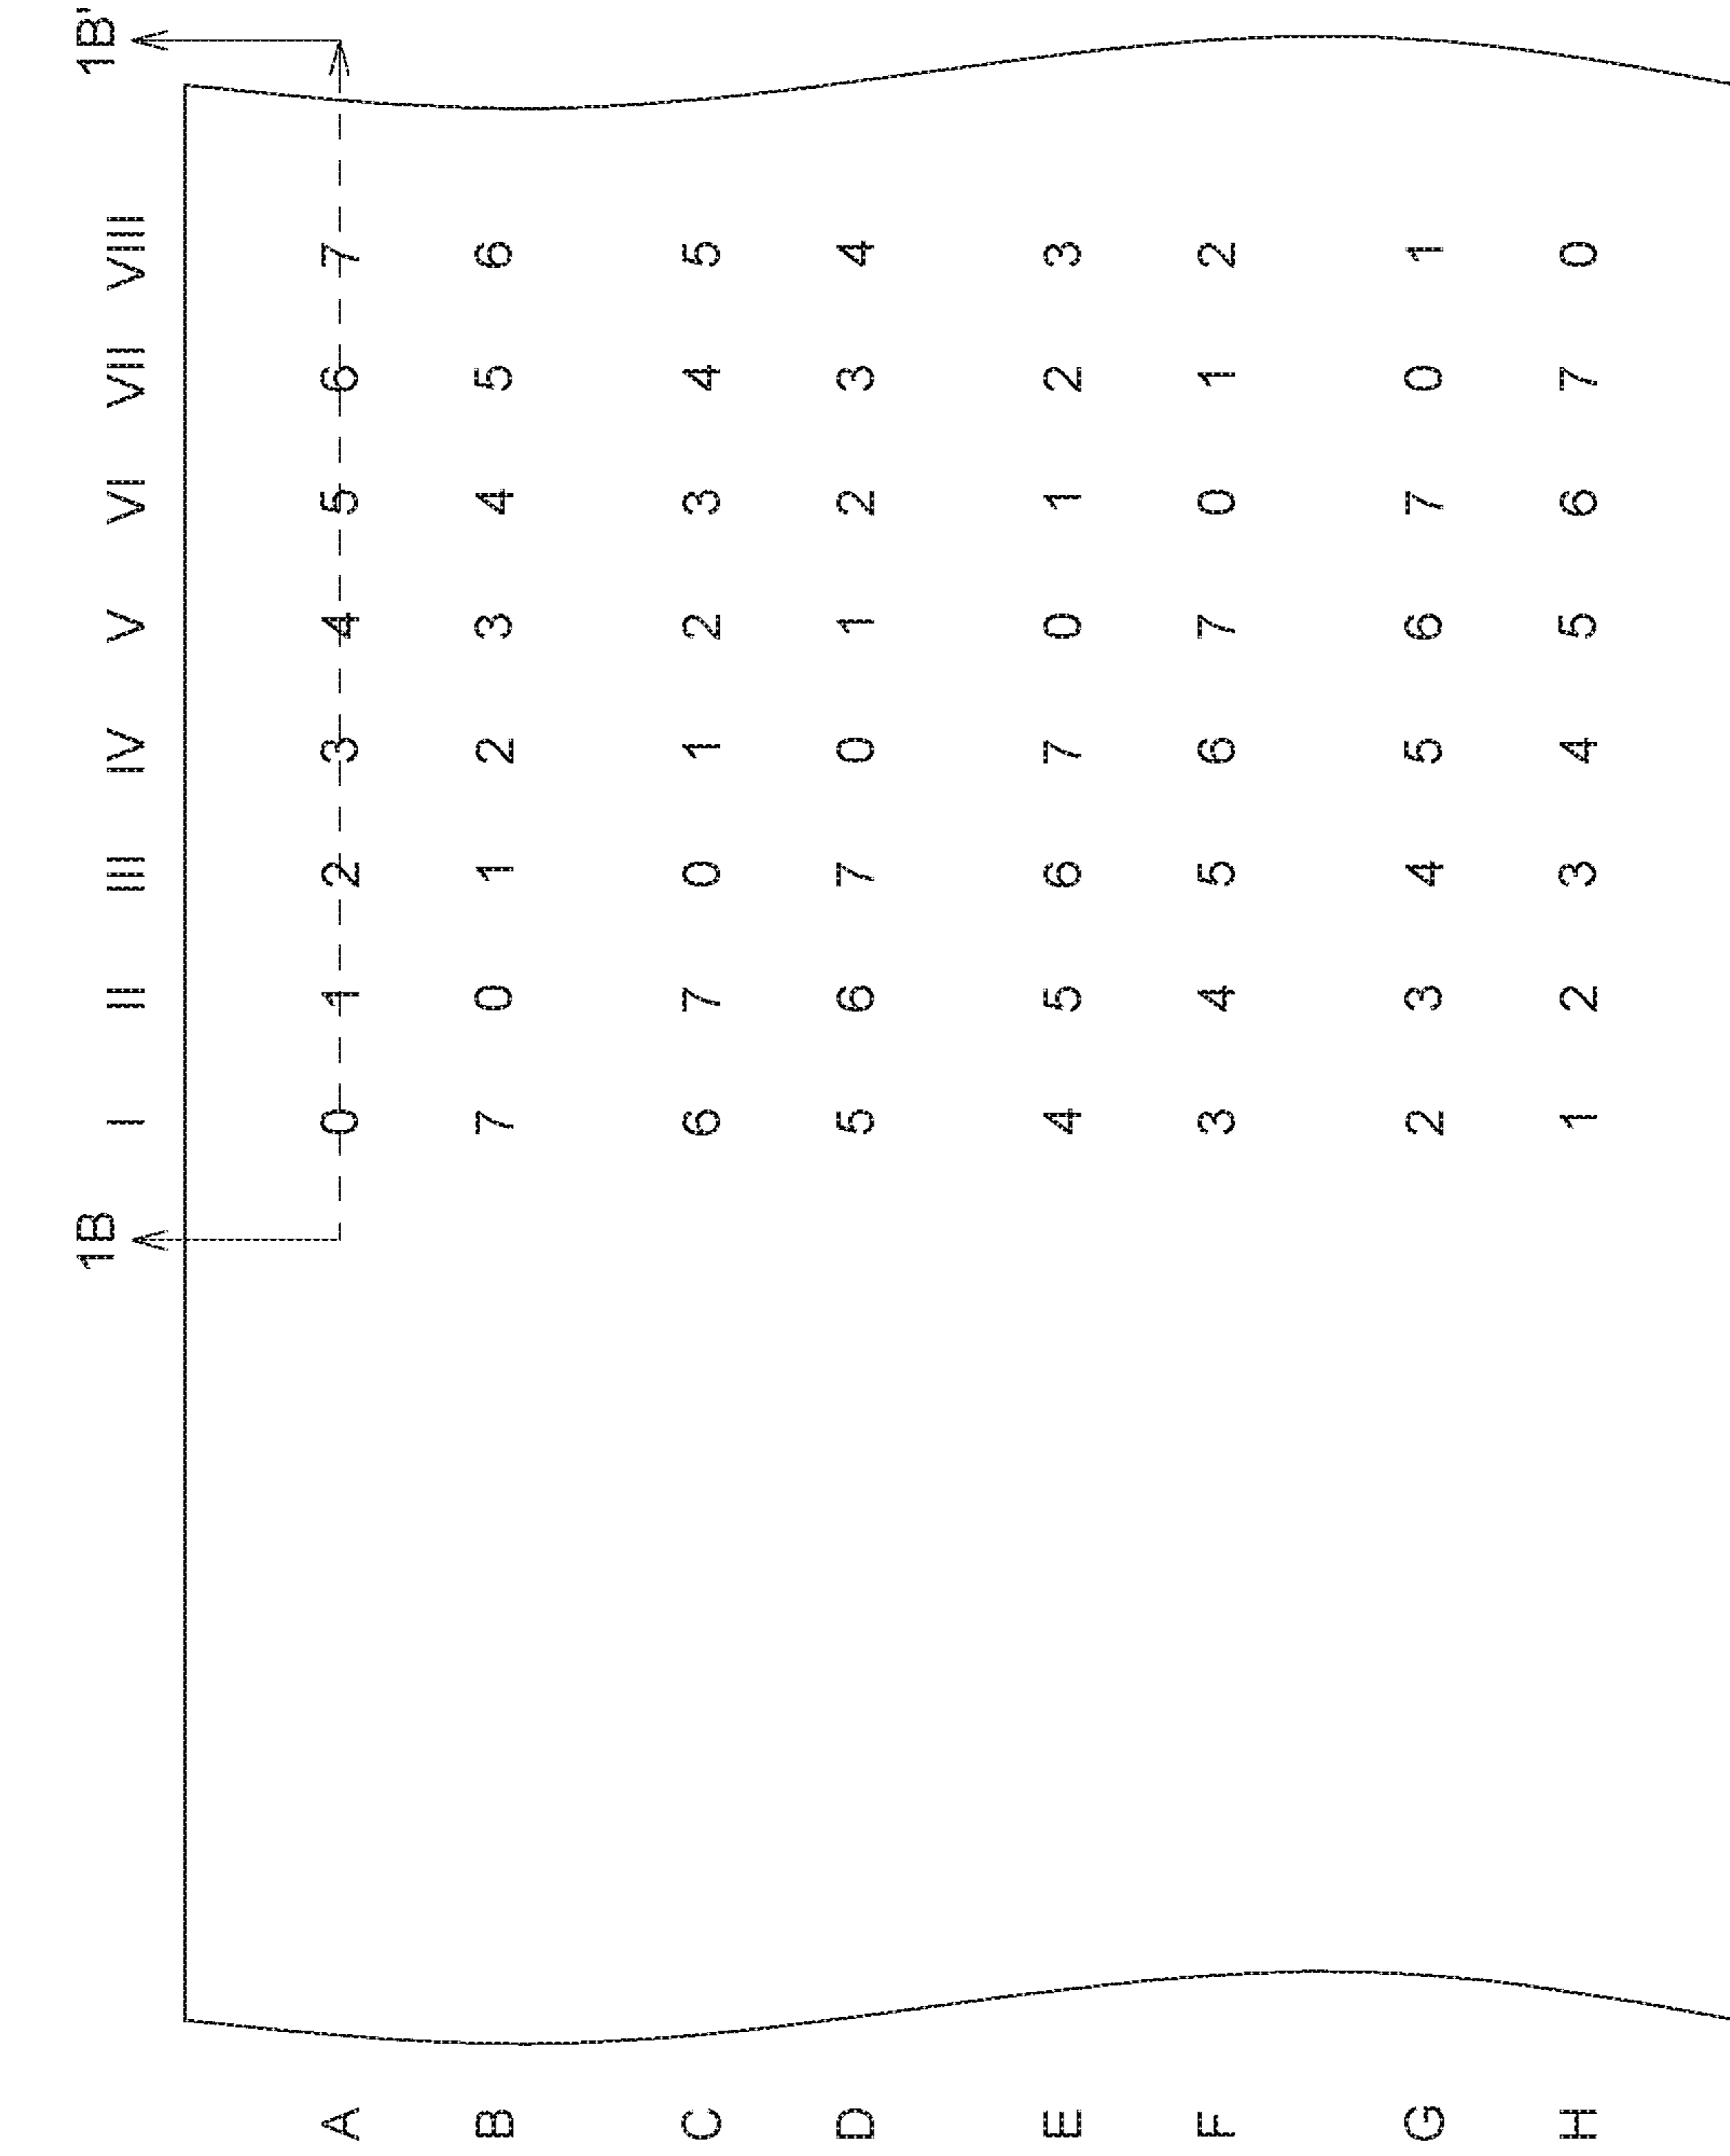 1B 1B'
I II III IV V VI VII VIII
A 0 1 2 3 4 5 6 7
B 7 0 1 2 3 4 5 6
C 6 7 0 1 2 3 4 5
D 5 6 7 0 1 2 3 4
E 4 5 6 7 0 1 2 3
F 3 4 5 6 7 0 1 2
G 2 3 4 5 6 7 0 1
H 1 2 3 4 5 6 7 0